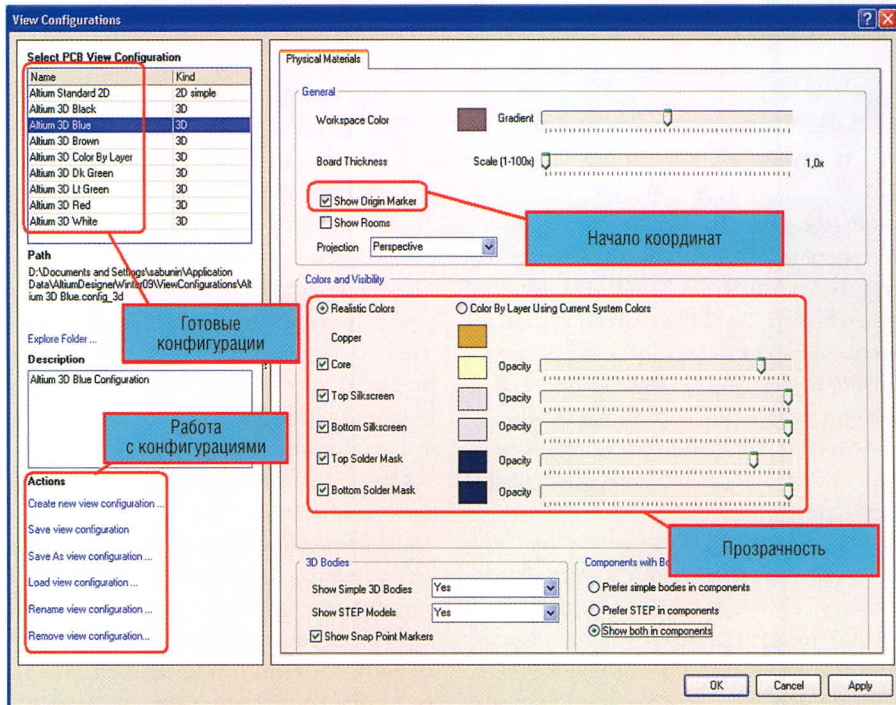 View Configurations
Select PCB View Configuration
Name Kind
Altium Standard 2D 2D simple
Altium 3D Black 3D
Altium 3D Blue 3D
Altium 3D Brown 3D
Altium 3D Color By Layer 3D
Altium 3D Dk Green 3D
Altium 3D Lt Green 3D
Altium 3D Red 3D
Altium 3D White 3D
Path
D:\Documents and Settings\sabunin\Application
Data\AltiumDesignerWinter09\ViewConfigurations\Alt
ium 3D Blue.config_3d
Готовые
конфигурации
Explore Folder ...
Description
Altium 3D Blue Configuration
Работа
с конфигурациями
Actions
Create new view configuration ...
Save view configuration
Save As view configuration ...
Load view configuration ...
Rename view configuration ...
Remove view configuration...
Physical Materials
General
Workspace Color Gradient
Board Thickness Scale (1-100x) 1,0x
Show Origin Marker
Show Rooms
Начало координат
Projection Perspective
Colors and Visibility
Realistic Colors Color By Layer Using Current System Colors
Copper
Core Opacity
Top Silkscreen Opacity
Bottom Silkscreen Opacity
Top Solder Mask Opacity
Bottom Solder Mask Opacity
Прозрачность
3D Bodies
Show Simple 3D Bodies Yes
Show STEP Models Yes
Show Snap Point Markers
Components with Bo
Prefer simple bodies in components
Prefer STEP in components
Show both in components
OK Cancel Apply